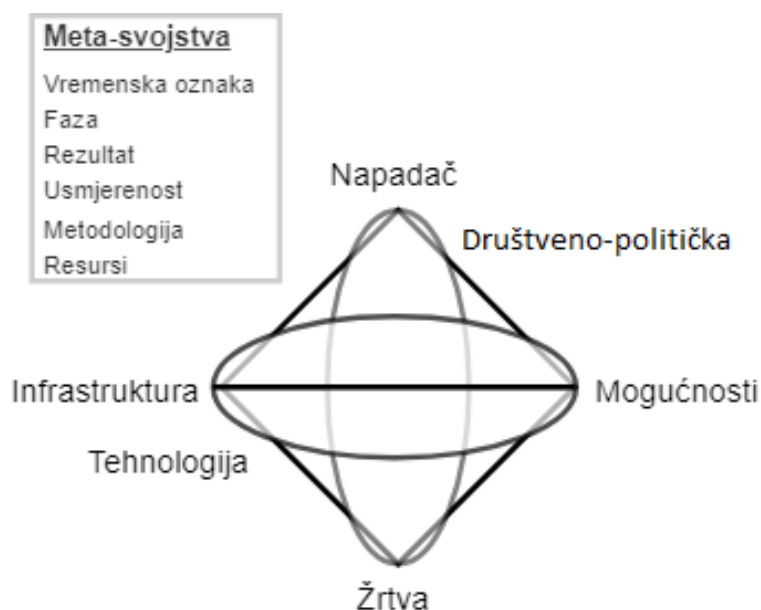 Meta-svojstva
Vremenska oznaka
Faza
Rezultat
Usmjerenost
Metodologija
Resursi
Napadač
Društveno-politička
Infrastruktura
Mogućnosti
Tehnologija
Žrtva